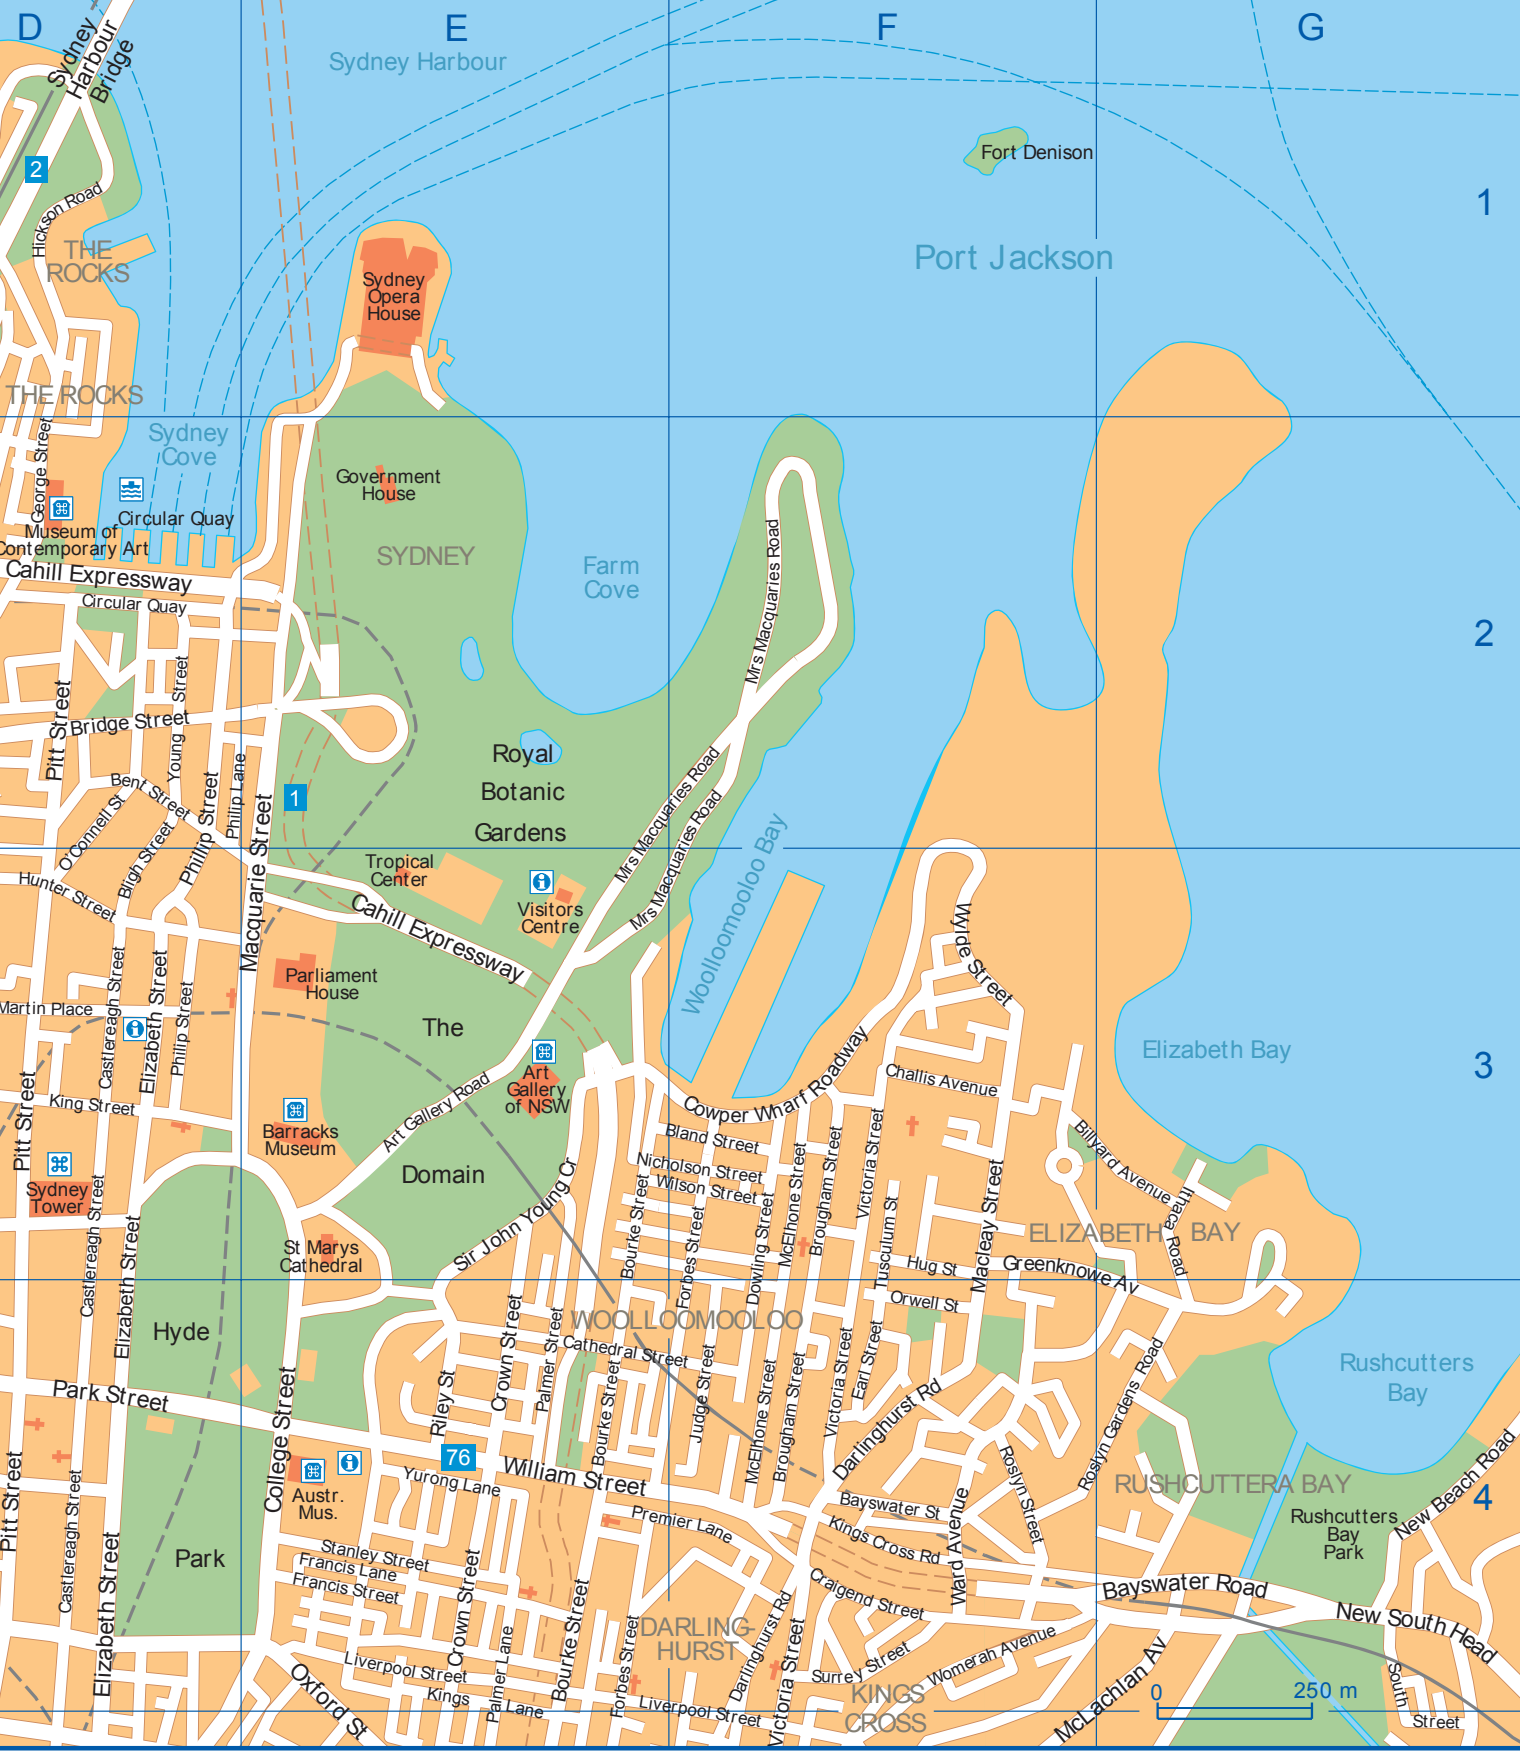 D
E
F
G
Sydney
Harbour
Bridge
Sydney Harbour
2
Fort Denison
1
Hickson Road
THE
ROCKS
Port Jackson
Sydney
Opera
House
THE ROCKS
George Street
Sydney
Cove
Government
House
Circular Quay
Museum of
Contemporary Art
SYDNEY
Farm
Cove
Cahill Expressway
Circular Quay
Mrs Macquaries Road
Mrs Macquaries Road
2
Pitt Street
Bridge Street
Young Street
Royal
Botanic
Gardens
Bent Street
O'Connell St
Bligh Street
Phillip Street
Philip Lane
1
Macquarie Street
Mrs Macquaries Road
Mrs Macquaries Road
Woolloomooloo Bay
Hunter Street
Tropical
Center
Visitors
Centre
Cahill Expressway
Wylde Street
Parliament
House
Martin Place
Castlereagh Street
Elizabeth Street
Philip Street
The
Domain
Elizabeth Bay
3
Art
Gallery
of NSW
Art Gallery Road
Cowper Wharf Roadway
Challis Avenue
King Street
Pitt Street
Barracks
Museum
Bland Street
Nicholson Street
Wilson Street
Billyard Avenue
Ithaca Road
Sydney
Tower
Castlereagh Street
Elizabeth Street
St Marys
Cathedral
Sir John Young Cr
Bourke Street
Forbes Street
Dowling Street
McElhone Street
Brougham Street
Victoria Street
Tusculum St
Macleay Street
ELIZABETH BAY
Hug St
Greenknowe Av
Orwell St
Hyde
Park
WOOLLOOMOOLOO
Cathedral Street
Crown Street
Palmer Street
Riley St
Bourke Street
Judge Street
McElhone Street
Brougham Street
Victoria Street
Earl Street
Darlinghurst Rd
Roslyn Gardens Road
Rushcutters
Bay
Park Street
College Street
76
William Street
Yurong Lane
Austr.
Mus.
Premier Lane
Bayswater St
Kings Cross Rd
Roslyn Street
Ward Avenue
RUSHCUTTERA BAY
Rushcutters
Bay
Park
New Beach Road
4
Pitt Street
Castlereagh Street
Elizabeth Street
Stanley Street
Francis Lane
Francis Street
Crown Street
Craigend Street
Bayswater Road
New South Head
DARLING-
HURST
Bourke Street
Forbes Street
Darlinghurst Rd
Victoria Street
Surrey Street
Womerah Avenue
McLachlan Av
Liverpool Street
Kings Lane
Palmer Lane
Oxford St
Liverpool Street
KINGS
CROSS
0
250 m
South
Street